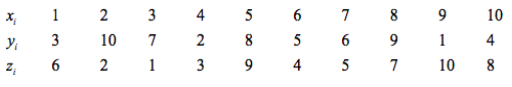 xᵢ 1 2 3 4 5 6 7 8 9 10
yᵢ 3 10 7 2 8 5 6 9 1 4
zᵢ 6 2 1 3 9 4 5 7 10 8